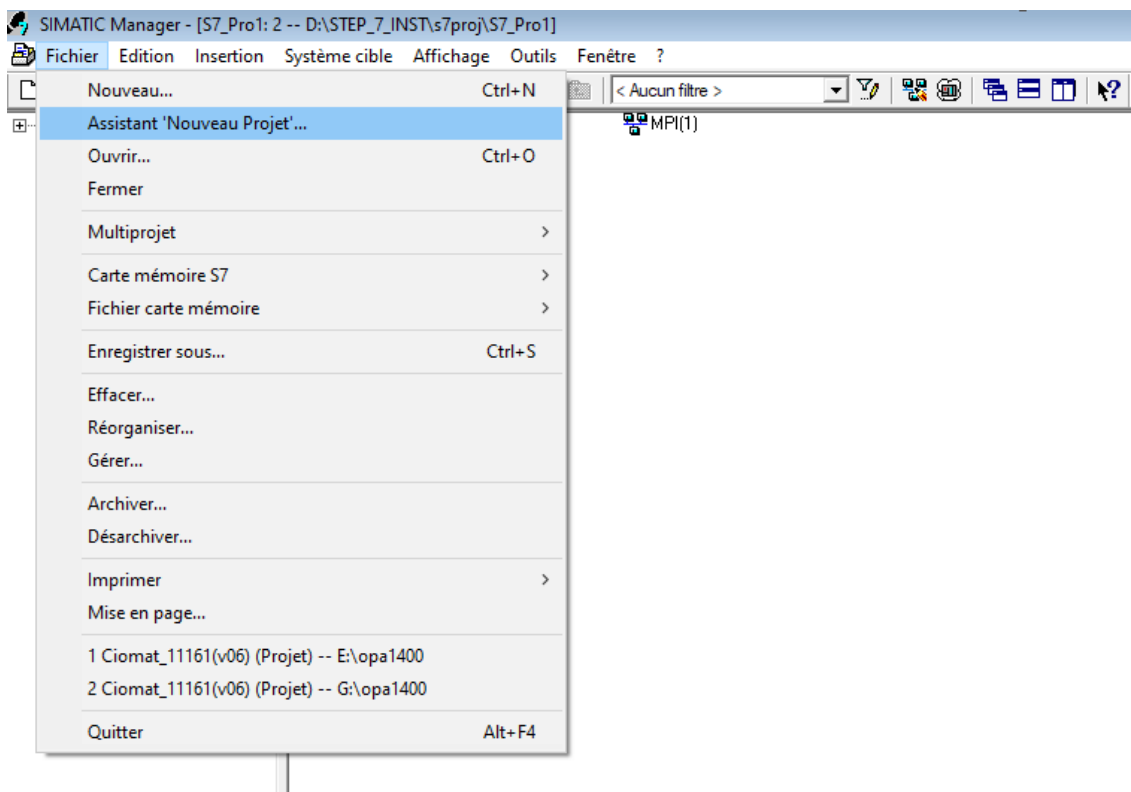 SIMATIC Manager - [S7_Pro1: 2 -- D:\STEP_7_INST\s7proj\S7_Pro1]
Fichier Edition Insertion Système cible Affichage Outils Fenêtre ?
< Aucun filtre >
MPI(1)
Nouveau... Ctrl+N
Assistant 'Nouveau Projet'...
Ouvrir... Ctrl+O
Fermer
Multiprojet
Carte mémoire S7
Fichier carte mémoire
Enregistrer sous... Ctrl+S
Effacer...
Réorganiser...
Gérer...
Archiver...
Désarchiver...
Imprimer
Mise en page...
1 Ciomat_11161(v06) (Projet) -- E:\opa1400
2 Ciomat_11161(v06) (Projet) -- G:\opa1400
Quitter Alt+F4